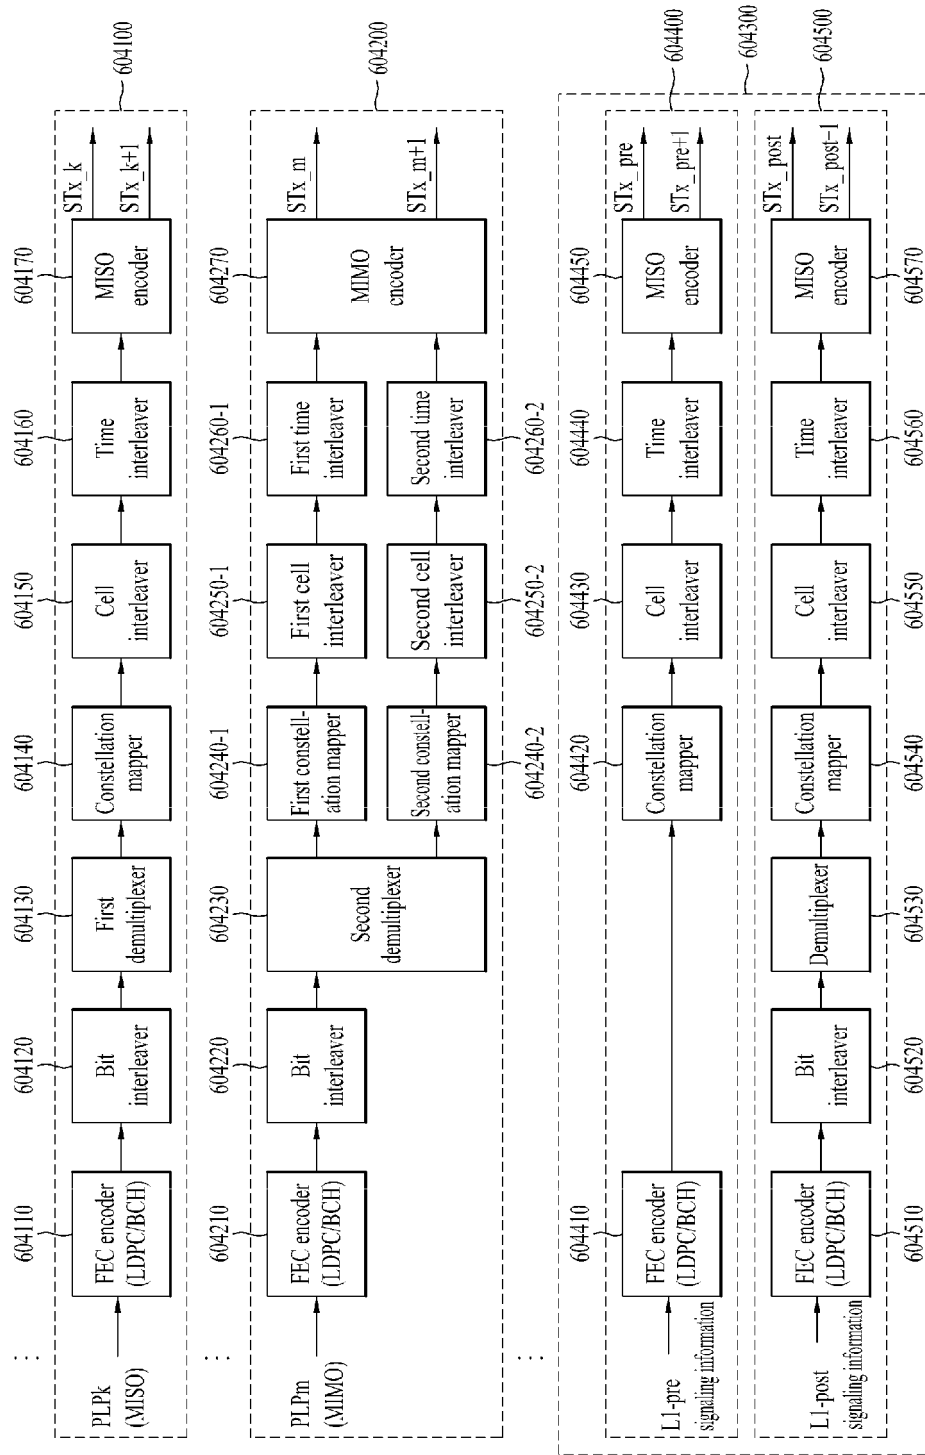 ⋮
PLPk
(MISO)
604110
FEC encoder
(LDPC/BCH)
604120
Bit
interleaver
604130
First
demultiplexer
604140
Constellation
mapper
604150
Cell
interleaver
604160
Time
interleaver
604170
MISO
encoder
STx_k
STx_k+1
604100
⋮
PLPm
(MIMO)
604210
FEC encoder
(LDPC/BCH)
604220
Bit
interleaver
604230
Second
demultiplexer
604240-1
First constell-
ation mapper
604250-1
First cell
interleaver
604260-1
First time
interleaver
Second constell-
ation mapper
604240-2
Second cell
interleaver
604250-2
Second time
interleaver
604260-2
604270
MIMO
encoder
STx_m
STx_m+1
604200
⋮
L1-pre
signaling information
604410
FEC encoder
(LDPC/BCH)
604420
Constellation
mapper
604430
Cell
interleaver
604440
Time
interleaver
604450
MISO
encoder
STx_pre
STx_pre+1
604400
604300
L1-post
signaling information
FEC encoder
(LDPC/BCH)
604510
Bit
interleaver
604520
Demultiplexer
604530
Constellation
mapper
604540
Cell
interleaver
604550
Time
interleaver
604560
MISO
encoder
604570
STx_post
STx_post-1
604500